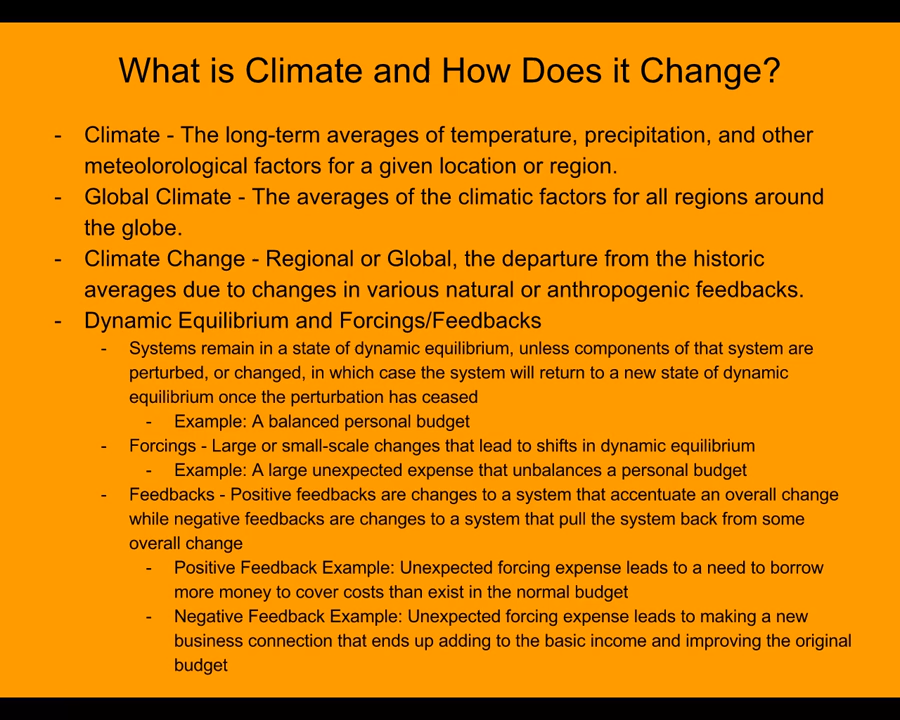 What is Climate and How Does it Change?
- Climate - The long-term averages of temperature, precipitation, and other
meteolorological factors for a given location or region.
- Global Climate - The averages of the climatic factors for all regions around
the globe.
- Climate Change - Regional or Global, the departure from the historic
averages due to changes in various natural or anthropogenic feedbacks.
- Dynamic Equilibrium and Forcings/Feedbacks
- Systems remain in a state of dynamic equilibrium, unless components of that system are
perturbed, or changed, in which case the system will return to a new state of dynamic
equilibrium once the perturbation has ceased
- Example: A balanced personal budget
- Forcings - Large or small-scale changes that lead to shifts in dynamic equilibrium
- Example: A large unexpected expense that unbalances a personal budget
- Feedbacks - Positive feedbacks are changes to a system that accentuate an overall change
while negative feedbacks are changes to a system that pull the system back from some
overall change
- Positive Feedback Example: Unexpected forcing expense leads to a need to borrow
more money to cover costs than exist in the normal budget
- Negative Feedback Example: Unexpected forcing expense leads to making a new
business connection that ends up adding to the basic income and improving the original
budget